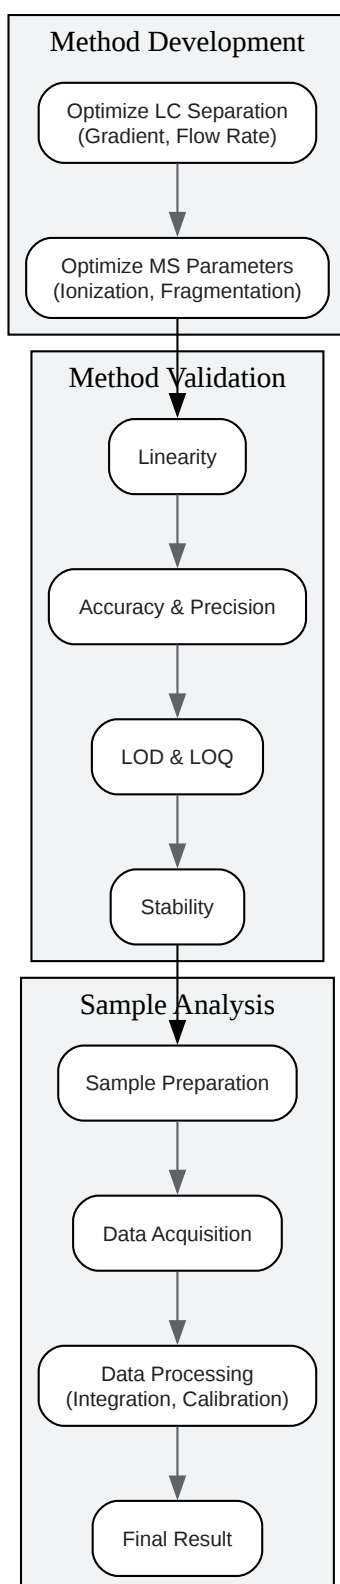 Method Development
Optimize LC Separation
(Gradient, Flow Rate)
Optimize MS Parameters
(Ionization, Fragmentation)
Method Validation
Linearity
Accuracy & Precision
LOD & LOQ
Stability
Sample Analysis
Sample Preparation
Data Acquisition
Data Processing
(Integration, Calibration)
Final Result